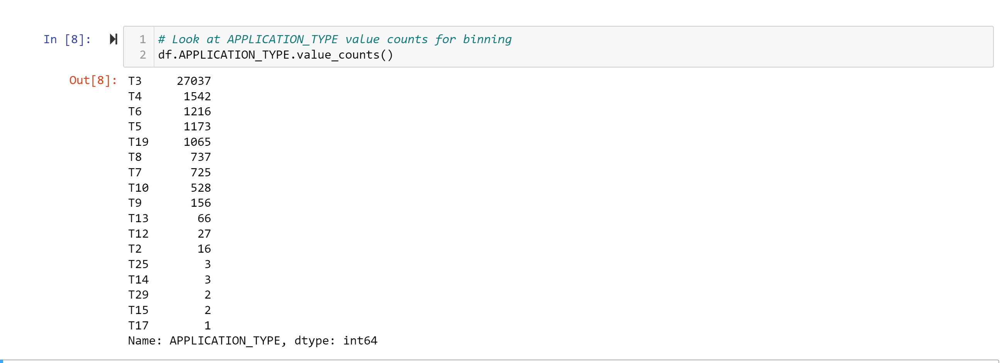 In [8]:
1 # Look at APPLICATION_TYPE value counts for binning
2 df.APPLICATION_TYPE.value_counts()
Out[8]:
T3 27037
T4 1542
T6 1216
T5 1173
T19 1065
T8 737
T7 725
T10 528
T9 156
T13 66
T12 27
T2 16
T25 3
T14 3
T29 2
T15 2
T17 1
Name: APPLICATION_TYPE, dtype: int64